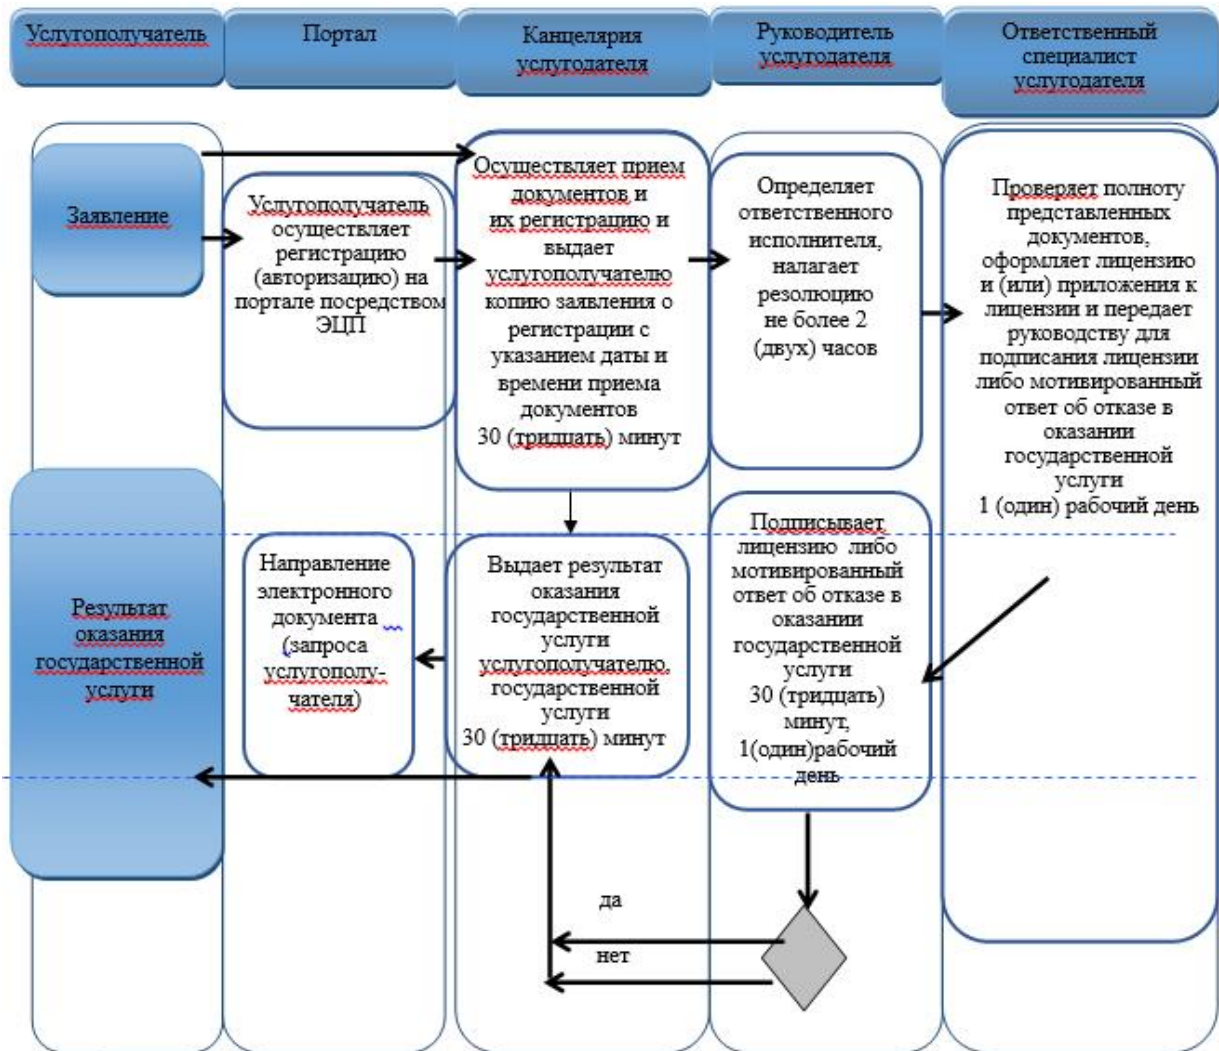 Услугополучатель
Портал
Канцелярия
услугодателя
Руководитель
услугодателя
Ответственный
специалист
услугодателя
Заявление
Услугополучатель
осуществляет
регистрацию
(авторизацию) на
портале посредством
ЭЦП
Осуществляет прием
документов и
их регистрацию и
выдает
услугополучателю
копию заявления о
регистрации с
указанием даты и
времени приема
документов
30 (тридцать) минут
Определяет
ответственного
исполнителя,
налагает
резолюцию
не более 2
(двух) часов
Проверяет полноту
представленных
документов,
оформляет лицензию
и (или) приложения к
лицензии и передает
руководству для
подписания лицензии
либо мотивированный
ответ об отказе в
оказании
государственной
услуги
1 (один) рабочий день
Результат
оказания
государственной
услуги
Направление
электронного
документа
(запроса
услугополу-
чателя)
Выдает результат
оказания
государственной
услуги
услугополучателю,
государственной
услуги
30 (тридцать) минут
Подписывает
лицензию либо
мотивированный
ответ об отказе в
оказании
государственной
услуги
30 (тридцать)
минут,
1(один)рабочий
день
да
нет